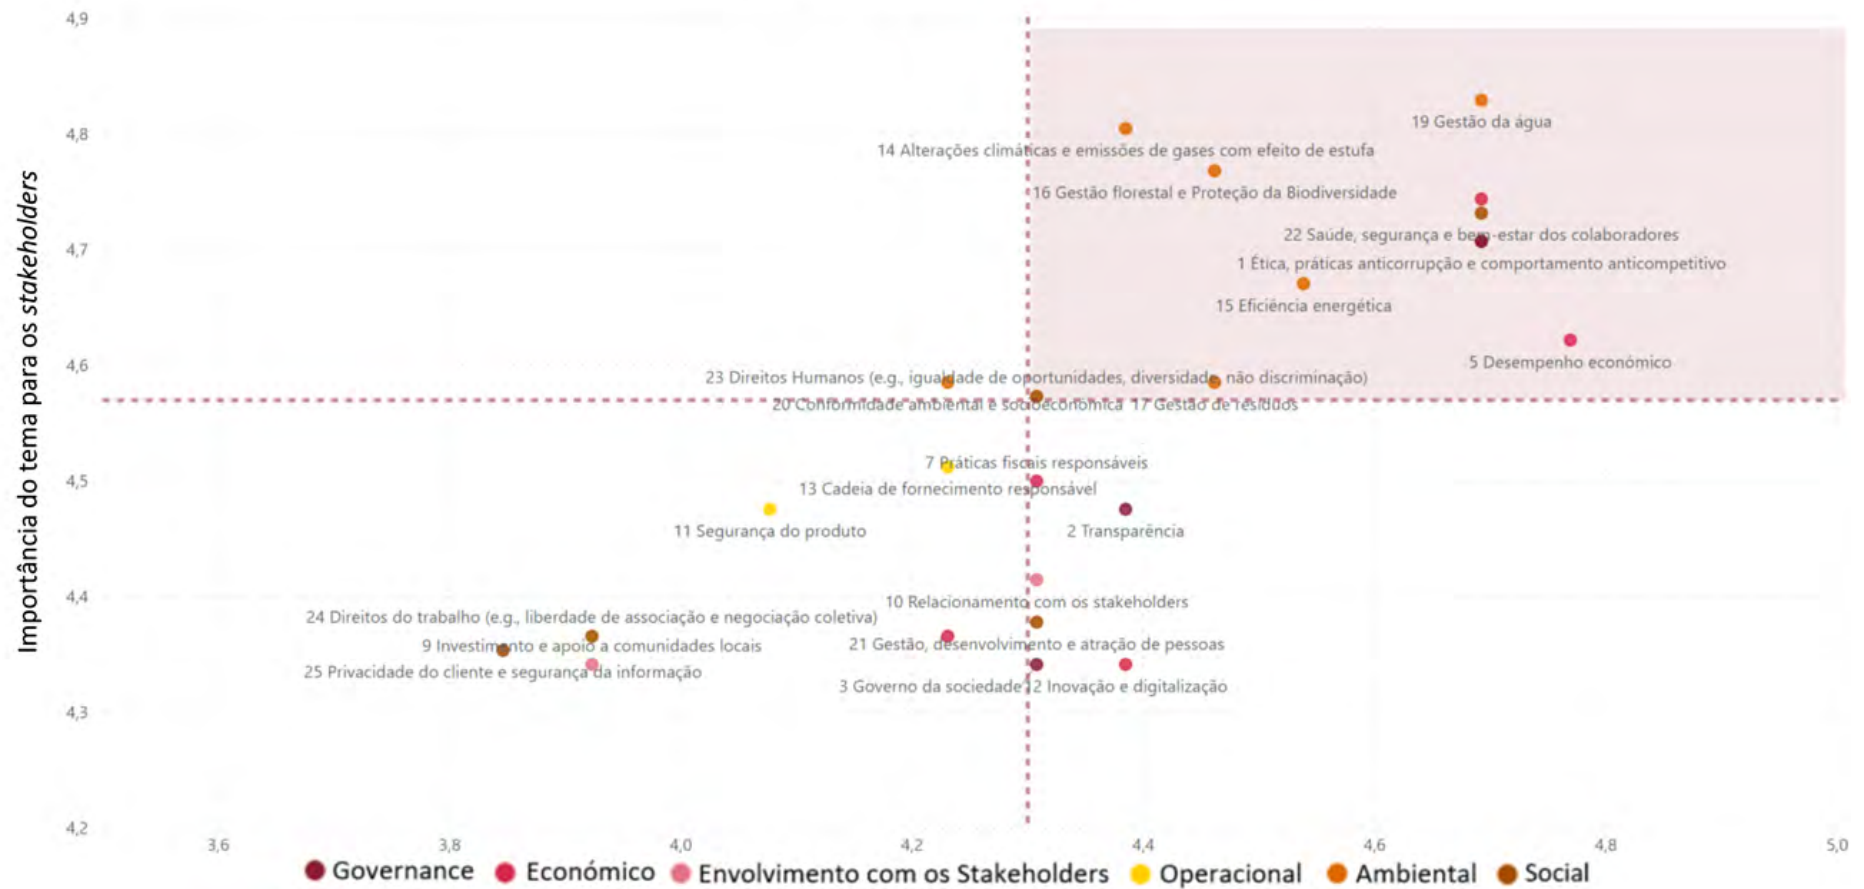 4,9
4,8
4,7
4,6
4,5
4,4
4,3
4,2
Importância do tema para os stakeholders
19 Gestão da água
14 Alterações climáticas e emissões de gases com efeito de estufa
16 Gestão florestal e Proteção da Biodiversidade
22 Saúde, segurança e bem-estar dos colaboradores
1 Ética, práticas anticorrupção e comportamento anticompetitivo
15 Eficiência energética
5 Desempenho económico
23 Direitos Humanos (e.g., igualdade de oportunidades, diversidade, não discriminação)
20 Conformidade ambiental e socioeconómica 17 Gestão de resíduos
7 Práticas fiscais responsáveis
13 Cadeia de fornecimento responsável
11 Segurança do produto
2 Transparência
10 Relacionamento com os stakeholders
24 Direitos do trabalho (e.g., liberdade de associação e negociação coletiva)
21 Gestão, desenvolvimento e atração de pessoas
9 Investimento e apoio a comunidades locais
25 Privacidade do cliente e segurança da informação
3 Governo da sociedade 12 Inovação e digitalização
3,6 3,8 4,0 4,2 4,4 4,6 4,8 5,0
Governance Económico Envolvimento com os Stakeholders Operacional Ambiental Social